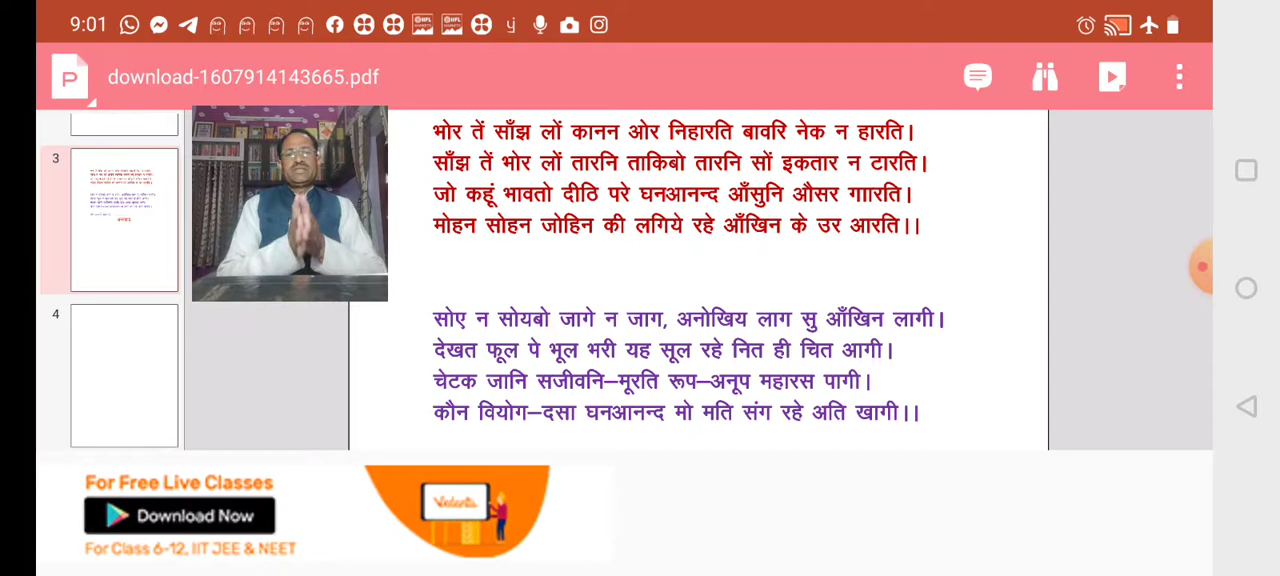 9:01
download-1607914143665.pdf
3
भोर तें साँझ लों कानन ओर निहारति बावरि नेक न हारति।
साँझ तें भोर लों तारनि ताकिबो तारनि सों इकतार न टारति।
जो कहूं भावतो दीठि परे घनआनन्द आँसुनि औसर गाारति।
मोहन सोहन जोहिन की लगिये रहे आँखिन के उर आरति।।
सोए न सोयबो जागे न जाग, अनोखिय लाग सु आँखिन लागी।
देखत फूल पे भूल भरी यह सूल रहे नित ही चित आगी।
चेटक जानि सजीवनि–मूरति रूप–अनूप महारस पागी।
कौन वियोग–दसा घनआनन्द मो मति संग रहे अति खागी।।
4
For Free Live Classes
Download Now
For Class 6-12, IIT JEE & NEET
Vedantu